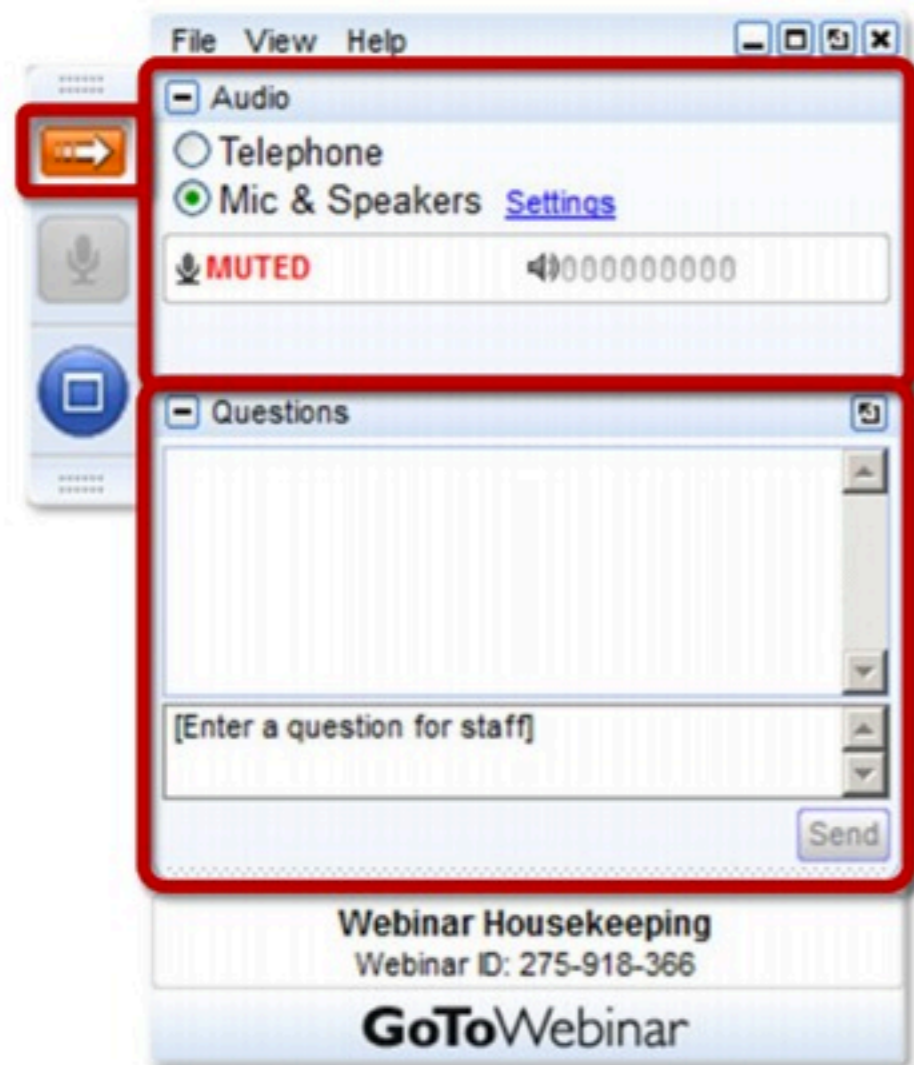 File View Help
Audio
Telephone
Mic & Speakers Settings
MUTED
Questions
[Enter a question for staff]
Send
Webinar Housekeeping
Webinar ID: 275-918-366
GoToWebinar